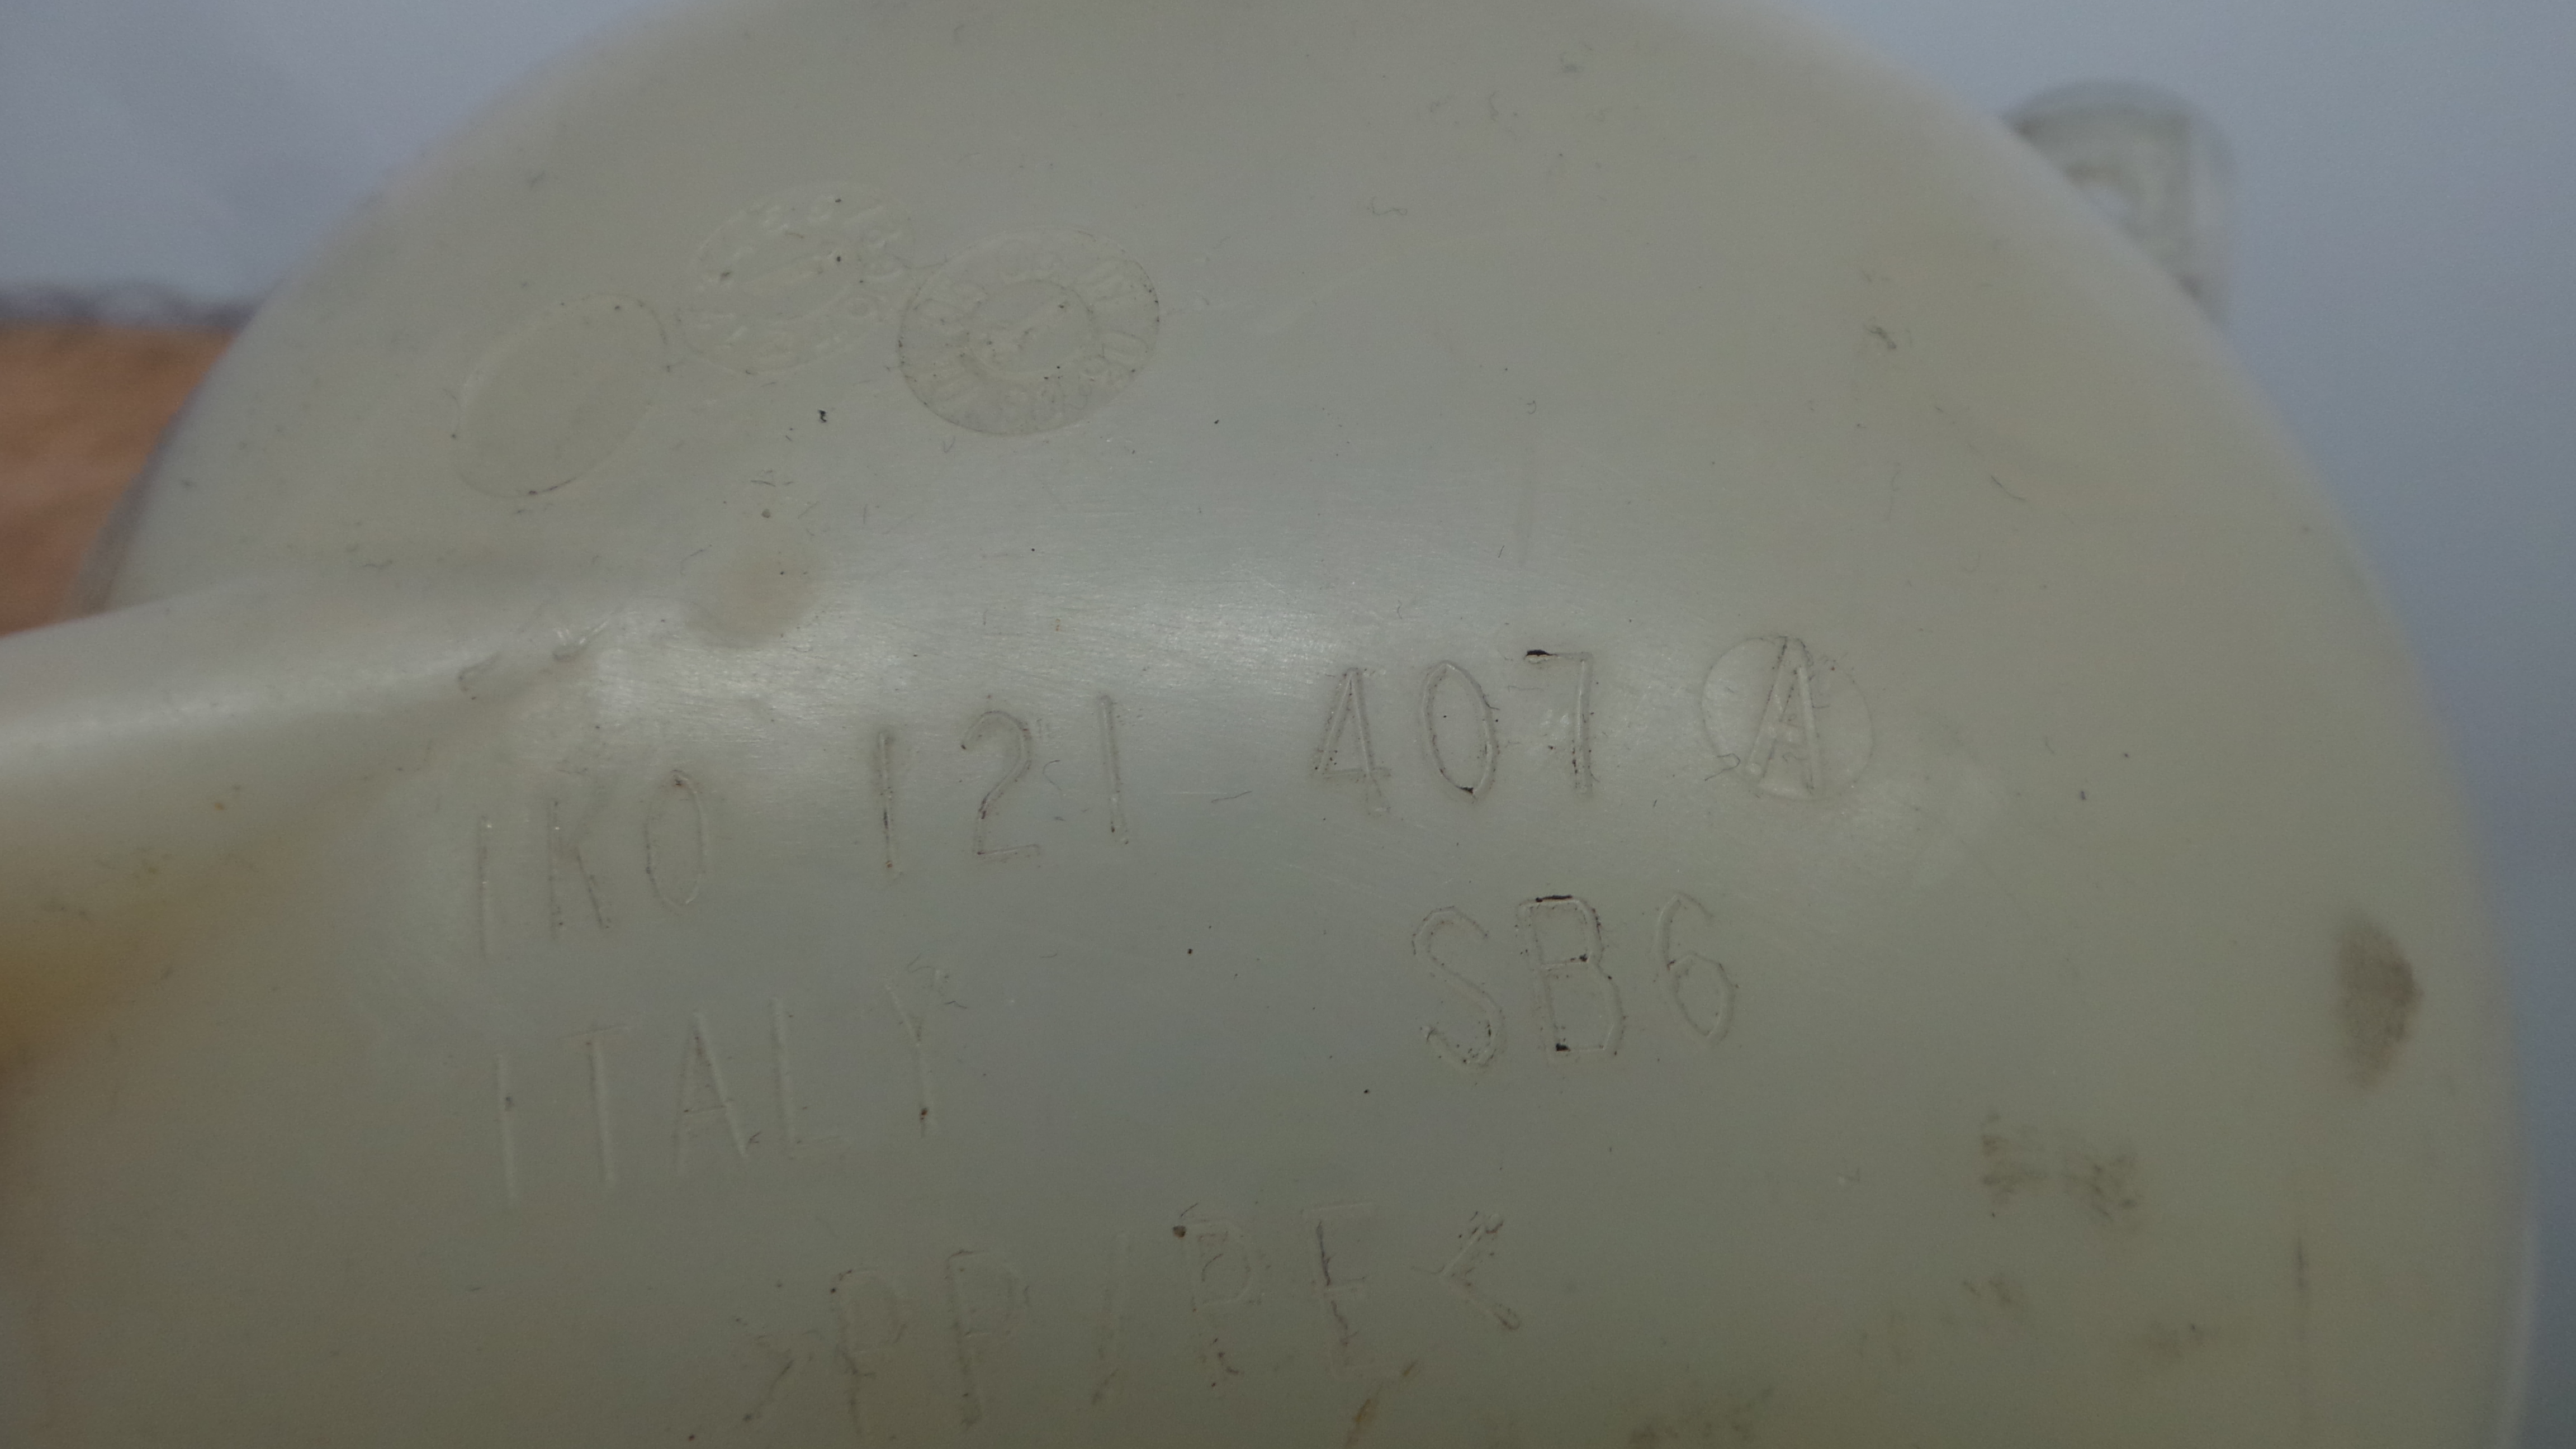 1K0 121 407 A
SB6
ITALY
>PP/PE<